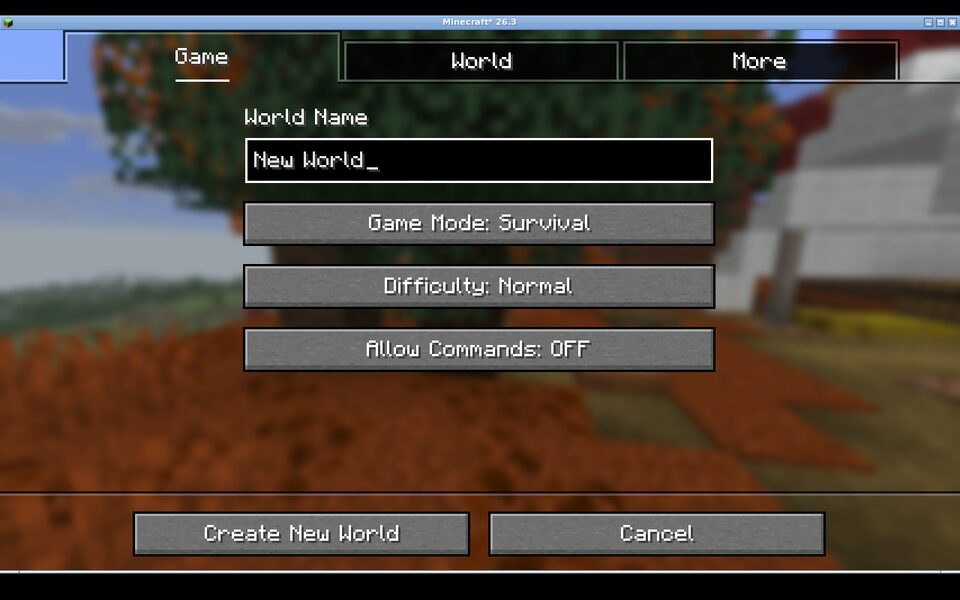 Minecraft* 26.3
Game
World
More
World Name
New World_
Game Mode: Survival
Difficulty: Normal
Allow Commands: OFF
Create New World
Cancel